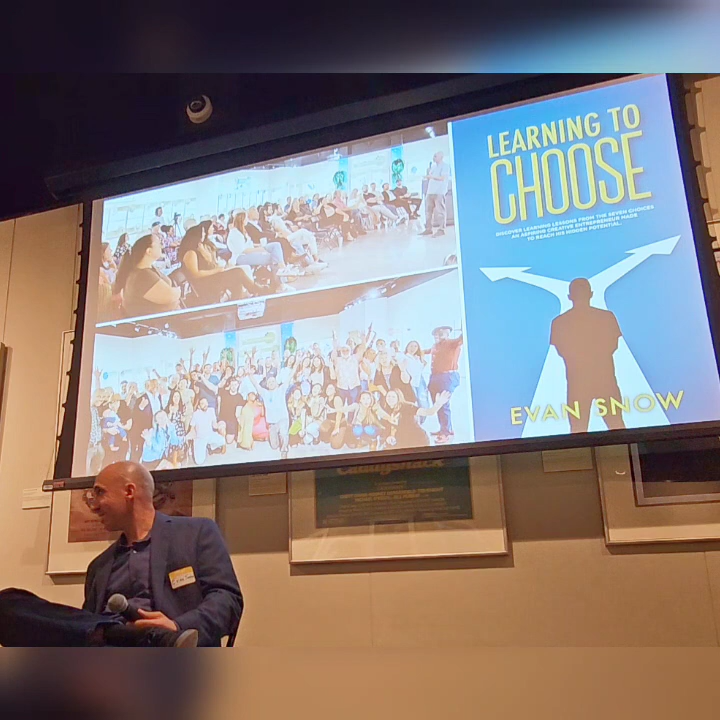 LEARNING TO
CHOOSE
DISCOVER LEARNING LESSONS FROM THE SEVEN CHOICES
AN ASPIRING CREATIVE ENTREPRENEUR MADE
TO REACH HIS HIDDEN POTENTIAL.
EVAN SNOW